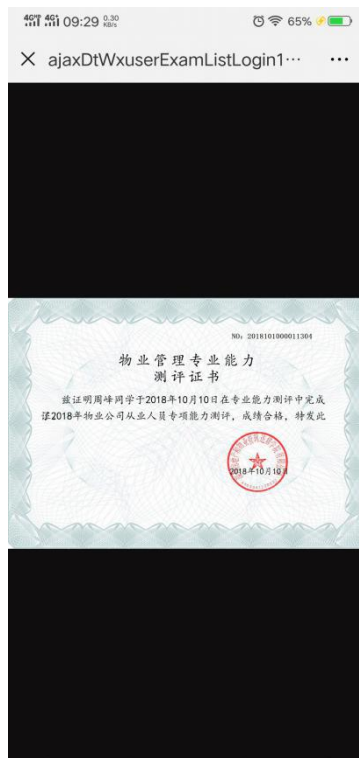 4G 4G 09:29 0.30 KB/s 65%
ajaxDtWxuserExamListLogin1…
NO: 2018101000011304
物业管理专业能力
测评证书
兹证明周峰同学于2018年10月10日在专业能力测评中完成
2018年物业公司从业人员专项能力测评，成绩合格，特发此
2018年10月10日